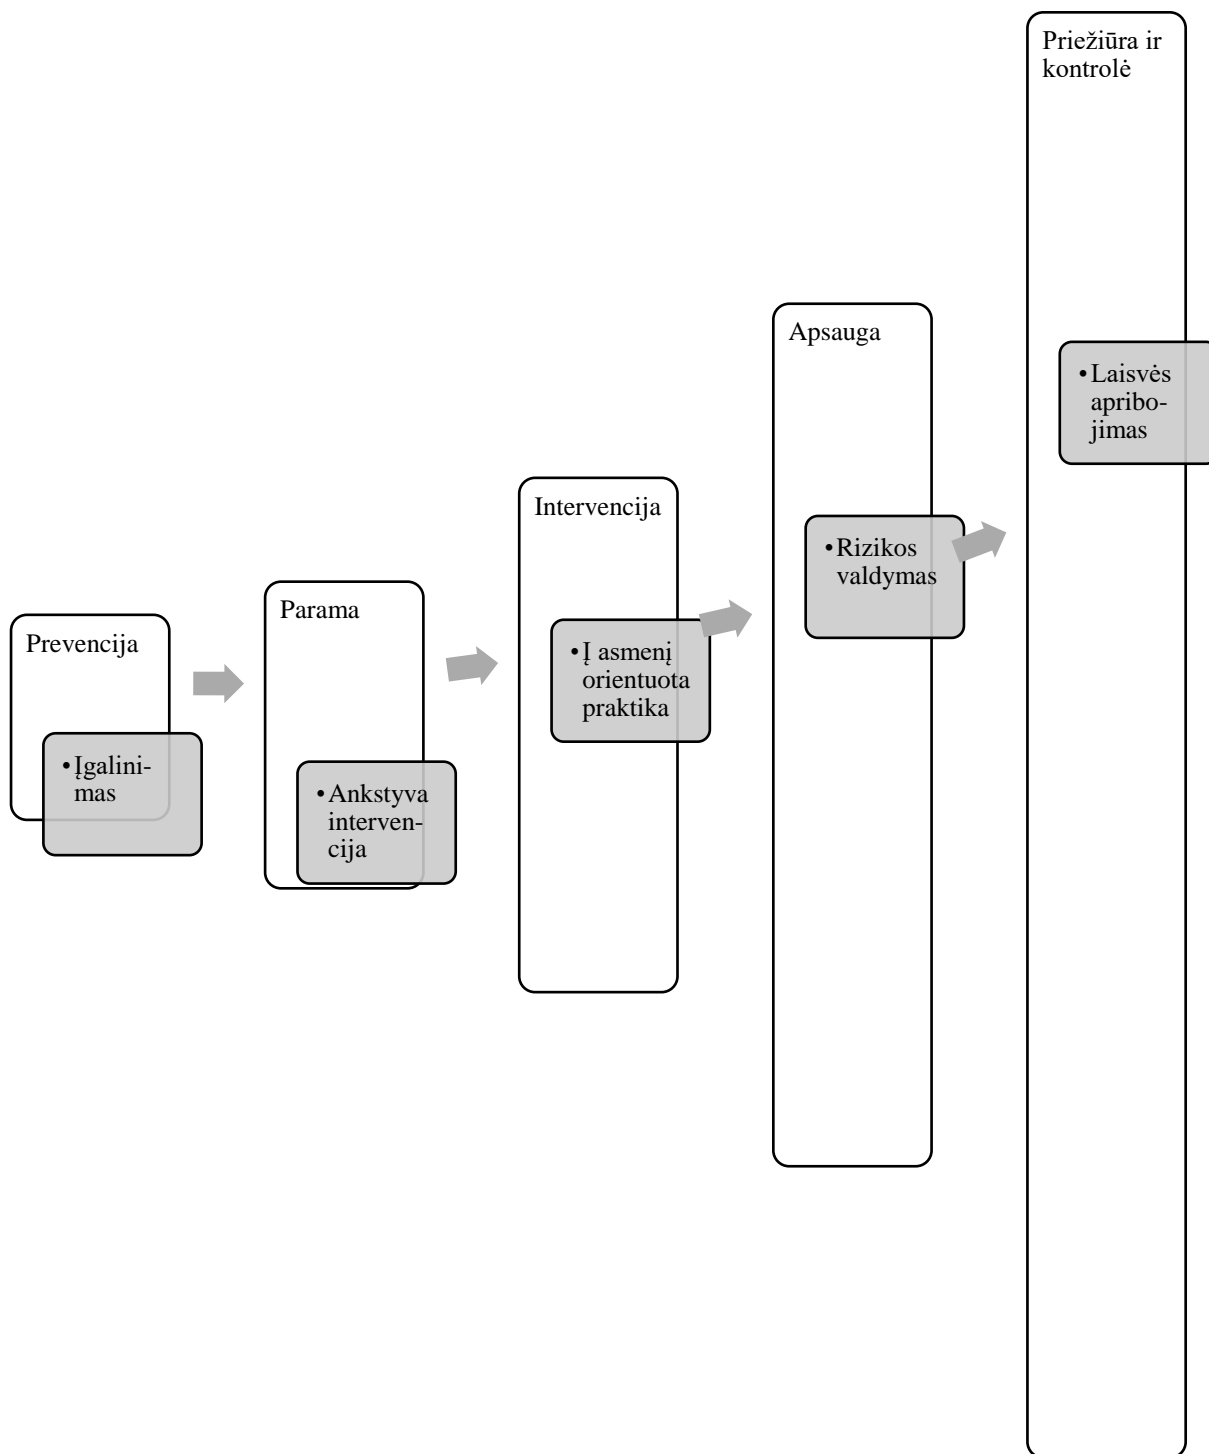 Prevencija
•Įgalini-
mas
Parama
•Ankstyva
interven-
cija
Intervencija
•Į asmenį
orientuota
praktika
Apsauga
•Rizikos
valdymas
Priežiūra ir
kontrolė
•Laisvės
apribo-
jimas